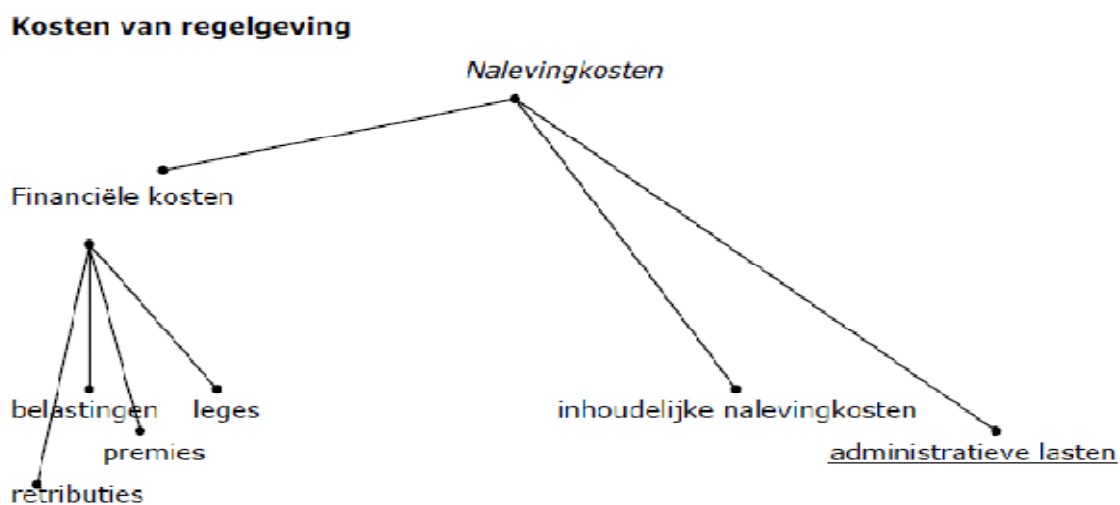 Kosten van regelgeving
Nalevingkosten
Financiële kosten
belastingen leges inhoudelijke nalevingkosten
premies administratieve lasten
retributies